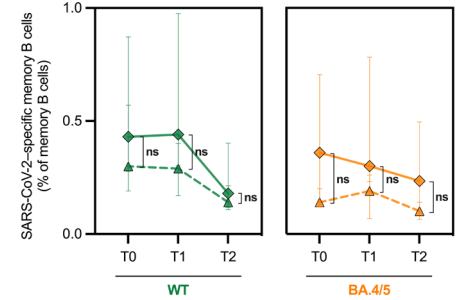 SARS-CoV-2-specific memory B cells
(% of memory B cells)
1.0
0.5
0.0
ns
ns
ns
ns
ns
ns
T0
T1
T2
T0
T1
T2
WT
BA.4/5